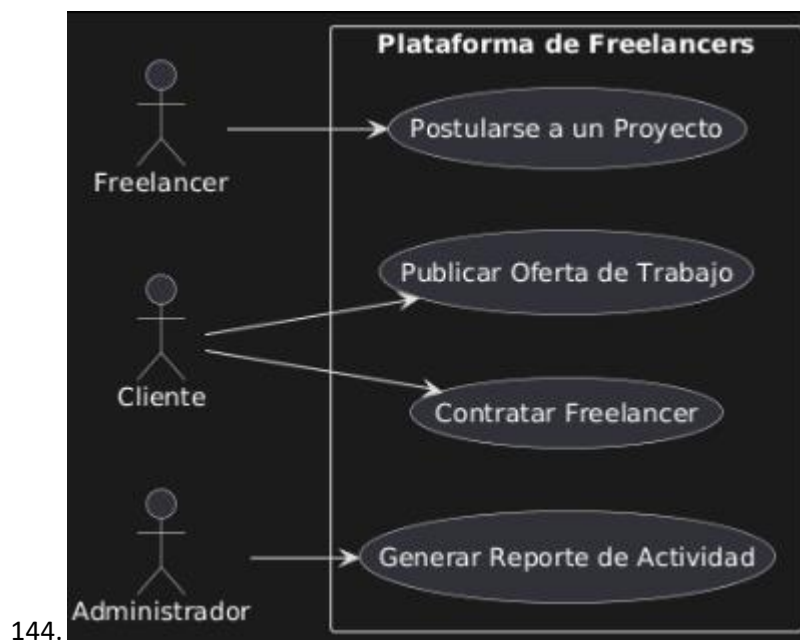 Plataforma de Freelancers
Freelancer
Postularse a un Proyecto
Publicar Oferta de Trabajo
Cliente
Contratar Freelancer
Generar Reporte de Actividad
Administrador
144.